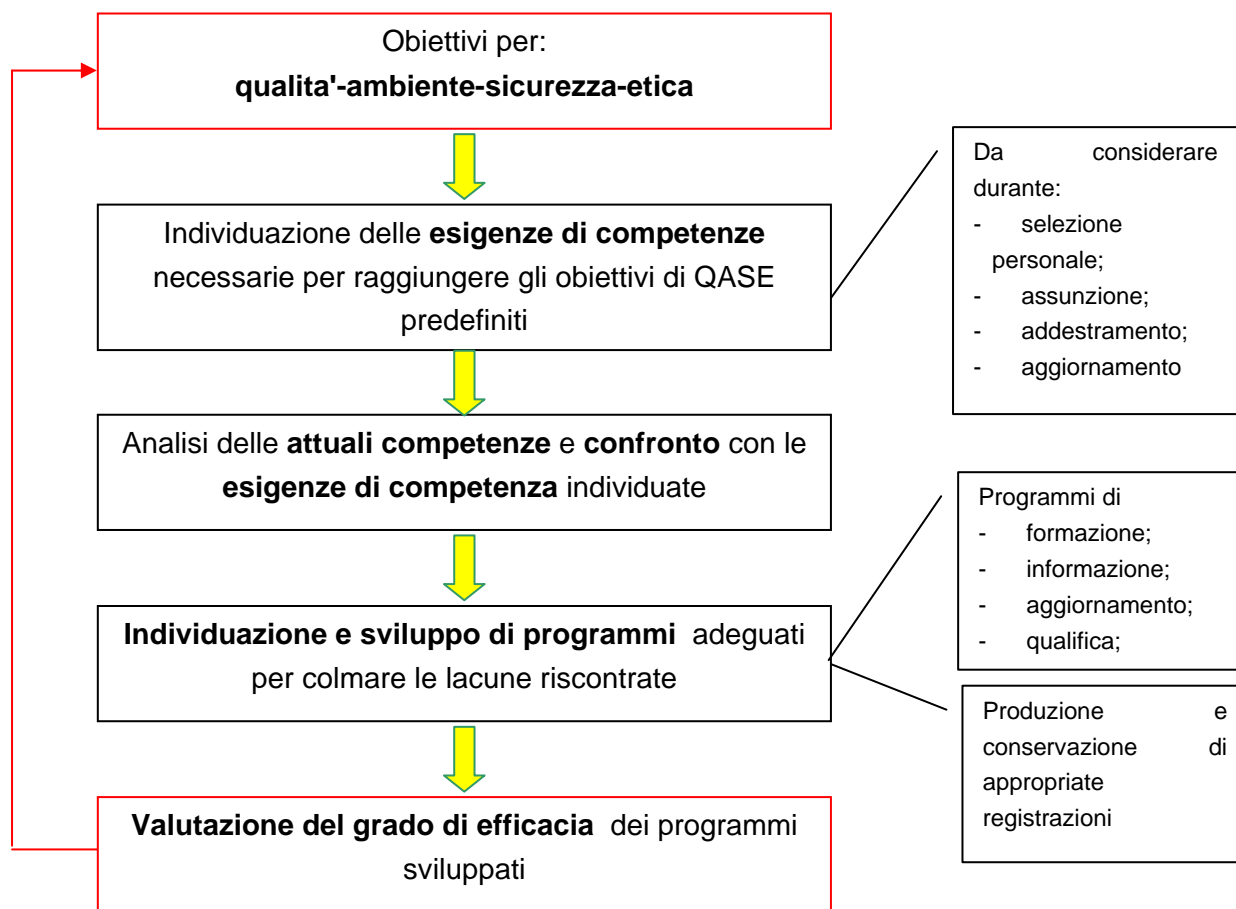 Obiettivi per:
qualita'-ambiente-sicurezza-etica
Individuazione delle esigenze di competenze
necessarie per raggiungere gli obiettivi di QASE
predefiniti
Da considerare
durante:
- selezione
personale;
- assunzione;
- addestramento;
- aggiornamento
Analisi delle attuali competenze e confronto con le
esigenze di competenza individuate
Individuazione e sviluppo di programmi adeguati
per colmare le lacune riscontrate
Programmi di
- formazione;
- informazione;
- aggiornamento;
- qualifica;
Produzione e
conservazione di
appropriate
registrazioni
Valutazione del grado di efficacia dei programmi
sviluppati